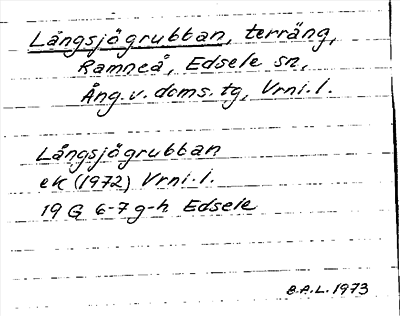 Långsjögrubban, terräng,
Ramneå, Edsele sn,
Ång. v. doms. tg, Vrni. l.
Långsjögrubban
ek (1972) Vrni. l.
19 G 6-7 g-h Edsele
B.A.L. 1973